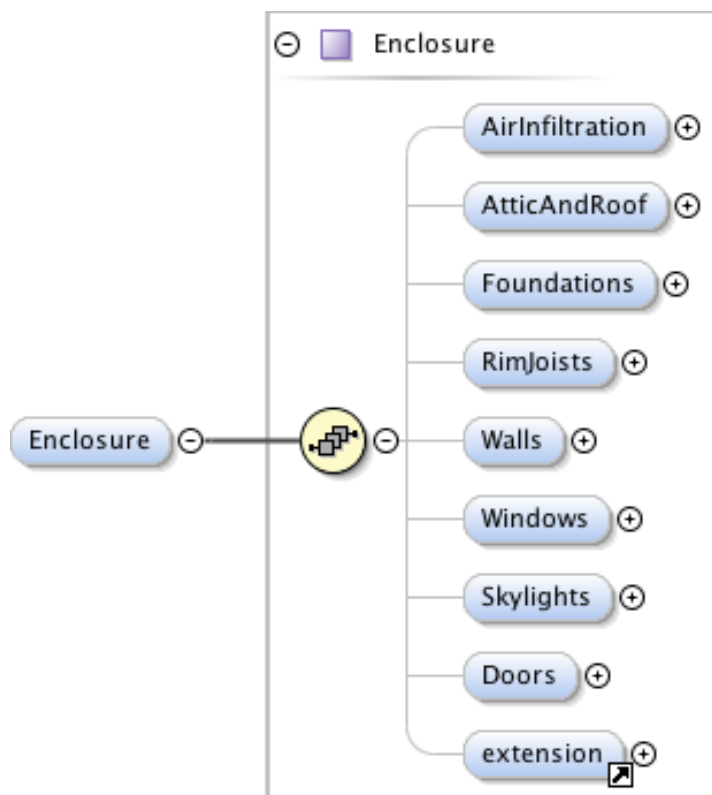 Enclosure
AirInfiltration
AtticAndRoof
Foundations
RimJoists
Enclosure
Walls
Windows
Skylights
Doors
extension